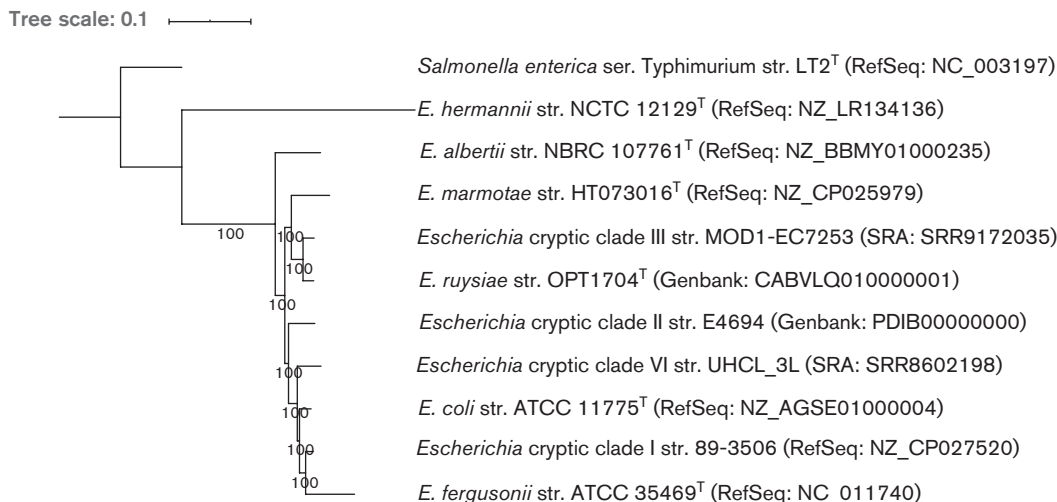 Tree scale: 0.1
Salmonella enterica ser. Typhimurium str. LT2ᵀ (RefSeq: NC_003197)
E. hermannii str. NCTC 12129ᵀ (RefSeq: NZ_LR134136)
E. albertii str. NBRC 107761ᵀ (RefSeq: NZ_BBMY01000235)
E. marmotae str. HT073016ᵀ (RefSeq: NZ_CP025979)
100
100
Escherichia cryptic clade III str. MOD1-EC7253 (SRA: SRR9172035)
100
E. ruysiae str. OPT1704ᵀ (Genbank: CABVLQ010000001)
100
Escherichia cryptic clade II str. E4694 (Genbank: PDIB00000000)
Escherichia cryptic clade VI str. UHCL_3L (SRA: SRR8602198)
100
E. coli str. ATCC 11775ᵀ (RefSeq: NZ_AGSE01000004)
100
Escherichia cryptic clade I str. 89-3506 (RefSeq: NZ_CP027520)
100
100
E. fergusonii str. ATCC 35469ᵀ (RefSeq: NC_011740)